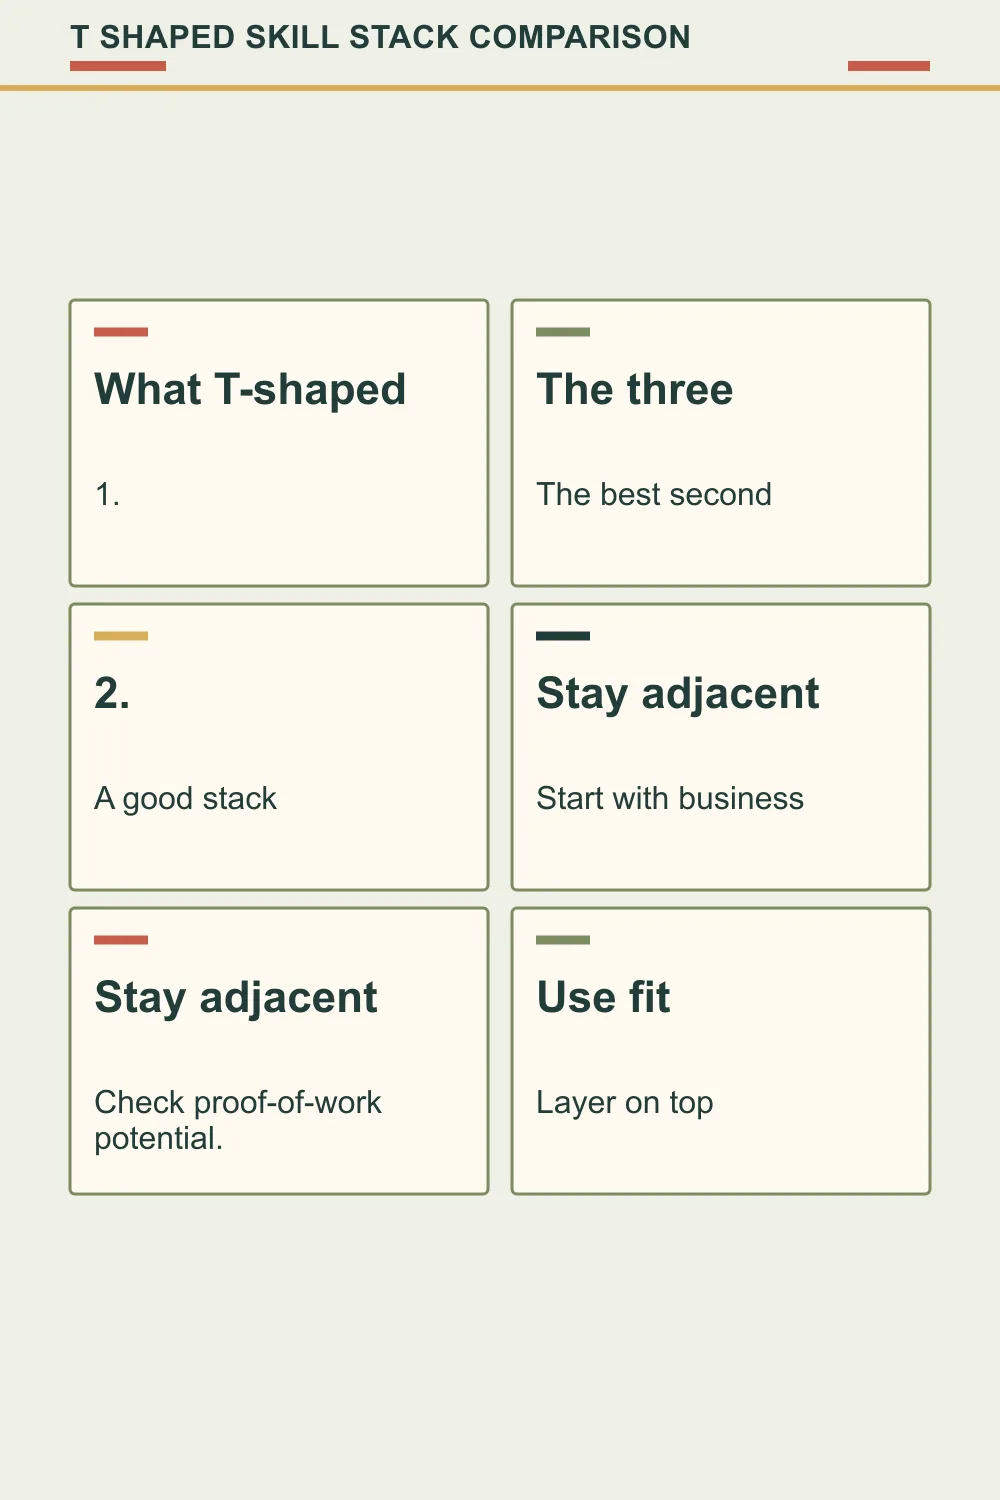 T SHAPED SKILL STACK COMPARISON
What T-shaped
1.
The three
The best second
2.
A good stack
Stay adjacent
Start with business
Stay adjacent
Check proof-of-work
potential.
Use fit
Layer on top